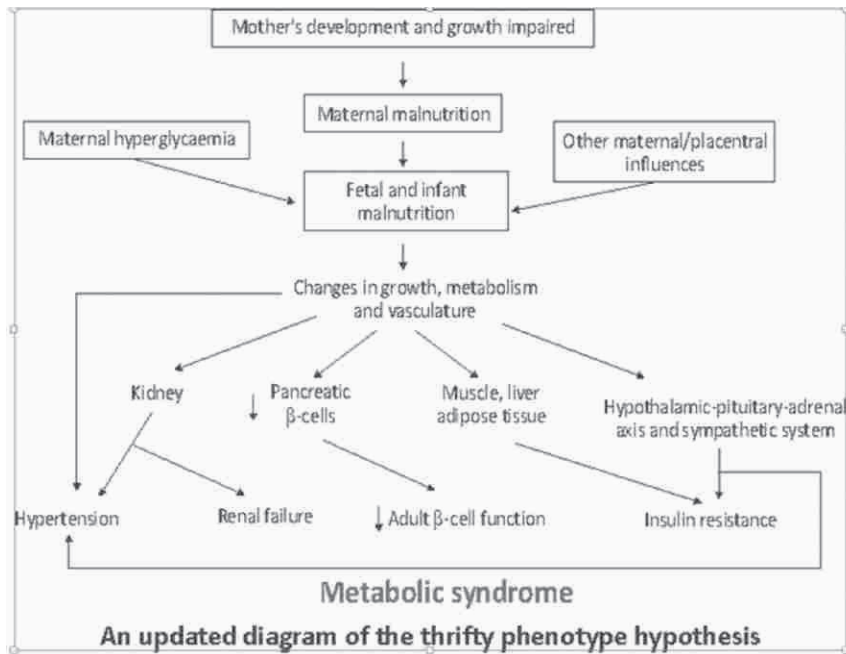 Mother's development and growth impaired
Maternal malnutrition
Maternal hyperglycaemia
Other maternal/placentral
influences
Fetal and infant
malnutrition
Changes in growth, metabolism
and vasculature
Kidney
↓ Pancreatic
β-cells
Muscle, liver
adipose tissue
Hypothalamic-pituitary-adrenal
axis and sympathetic system
Hypertension
Renal failure
↓ Adult β-cell function
Insulin resistance
Metabolic syndrome
An updated diagram of the thrifty phenotype hypothesis